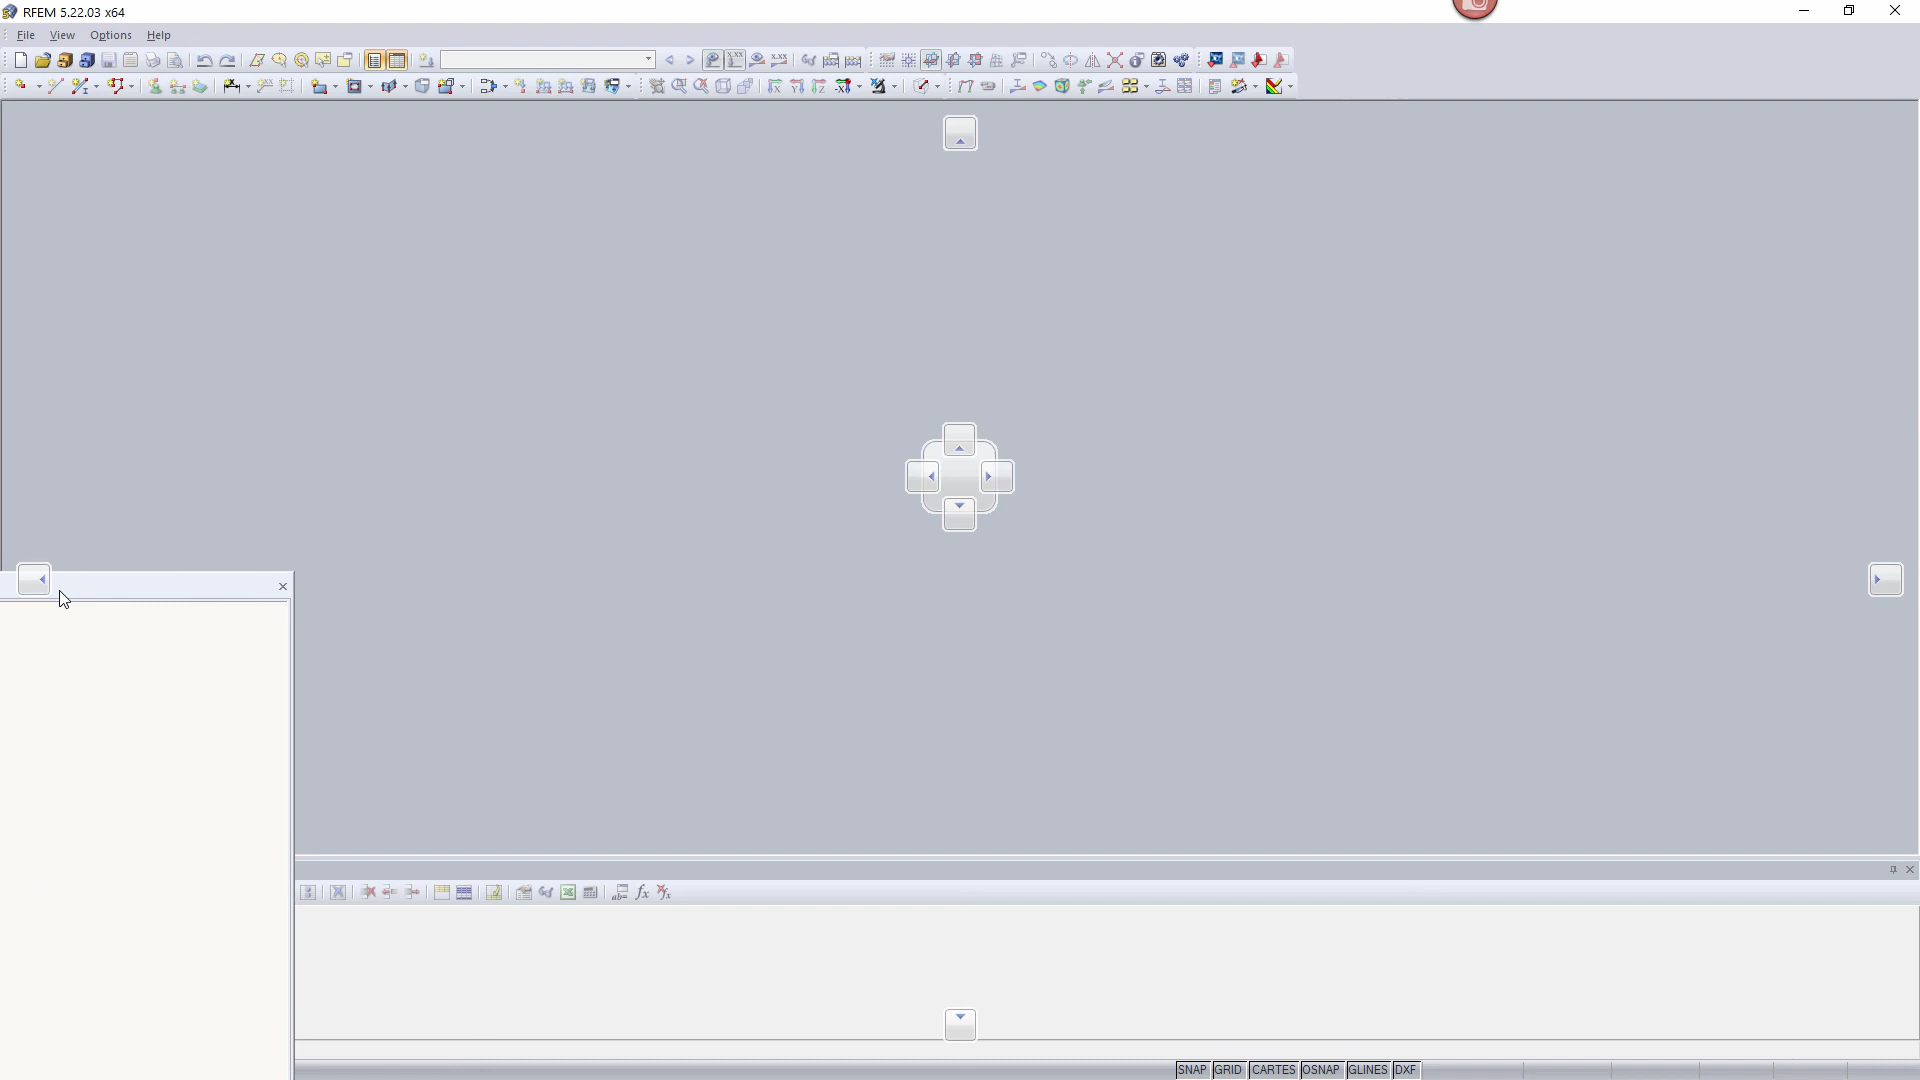 RFEM 5.22.03 x64
File View Options Help
SNAP GRID CARTES OSNAP GLINES DXF